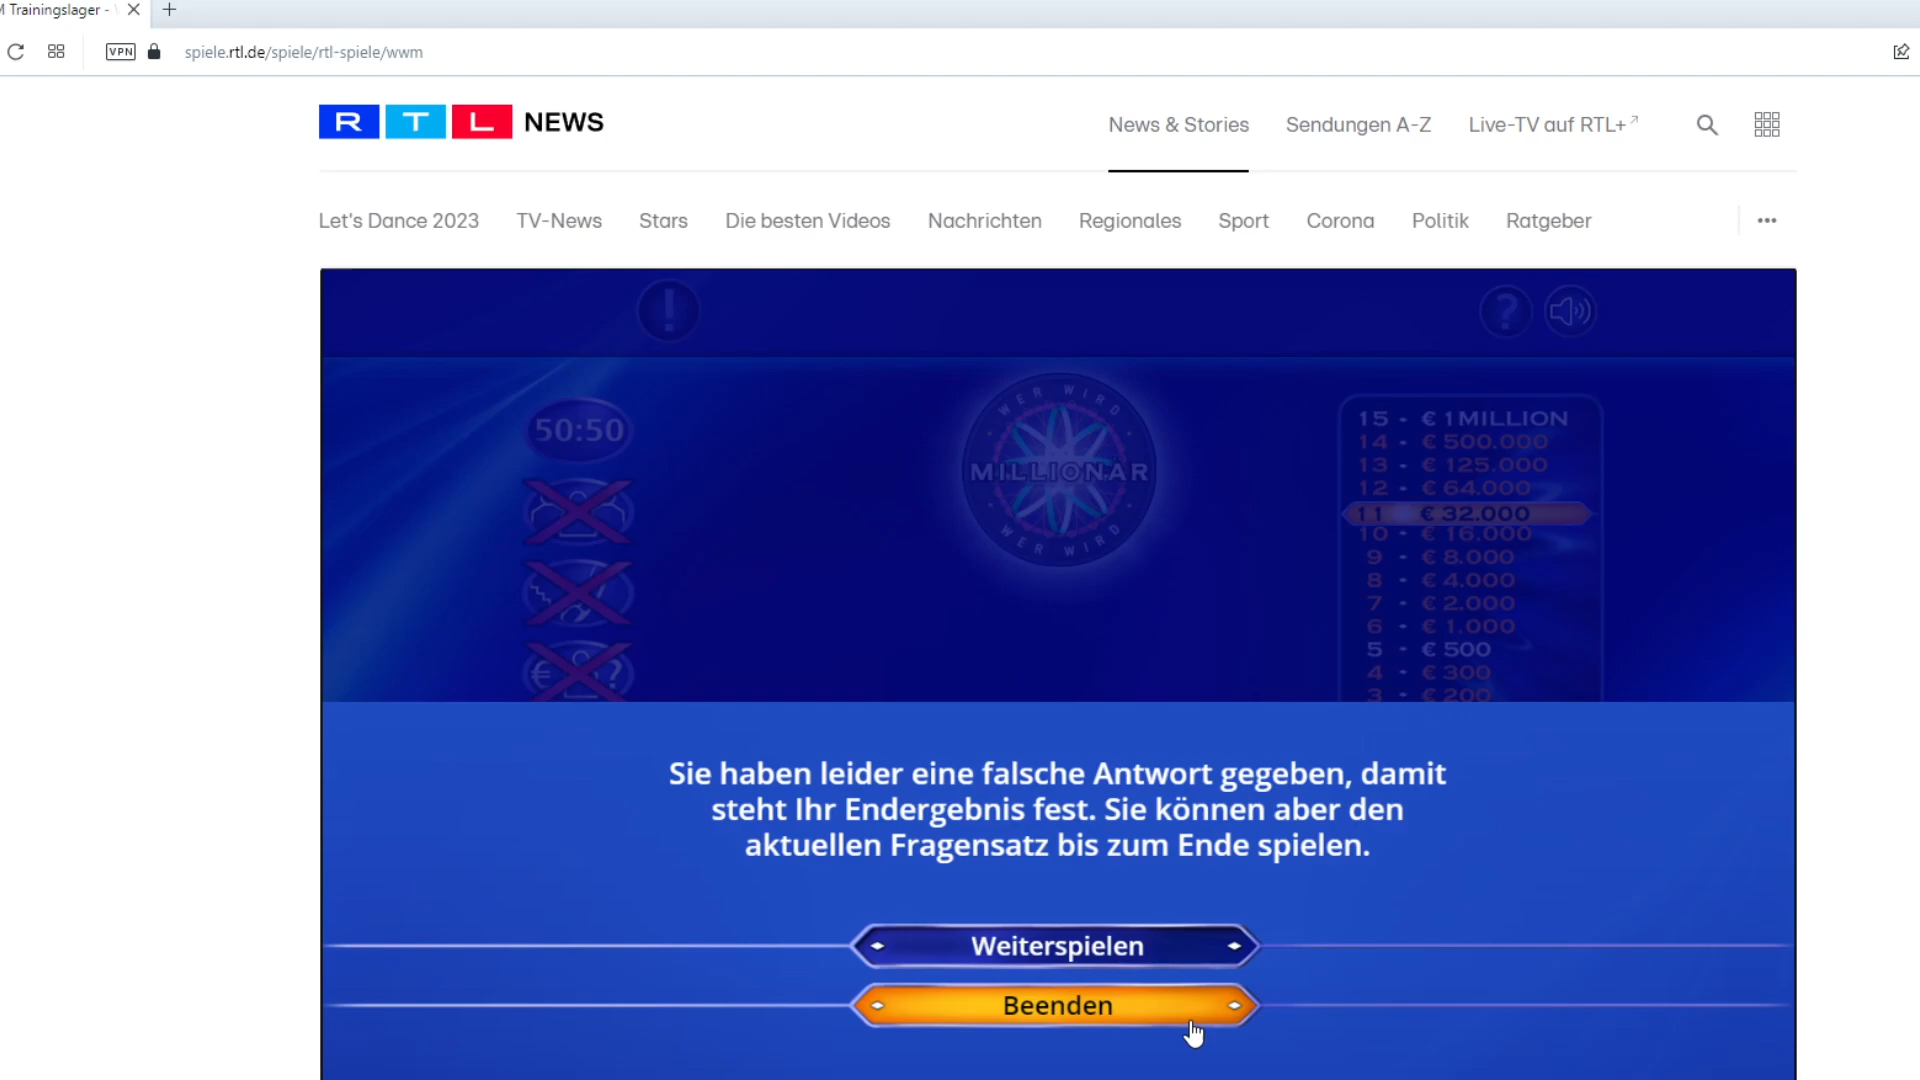 M Trainingslager -
VPN
spiele.rtl.de/spiele/rtl-spiele/wwm
RTL NEWS
News & Stories
Sendungen A-Z
Live-TV auf RTL+
Let's Dance 2023
TV-News
Stars
Die besten Videos
Nachrichten
Regionales
Sport
Corona
Politik
Ratgeber
50:50
WER WIRD
MILLIONÄR
WER WIRD
15 - € 1 MILLION
14 - € 500.000
13 - € 125.000
12 - € 64.000
11 € 32.000
10 - € 16.000
9 - € 8.000
8 - € 4.000
7 - € 2.000
6 - € 1.000
5 - € 500
4 - € 300
3 - € 200
Sie haben leider eine falsche Antwort gegeben, damit
steht Ihr Endergebnis fest. Sie können aber den
aktuellen Fragensatz bis zum Ende spielen.
Weiterspielen
Beenden